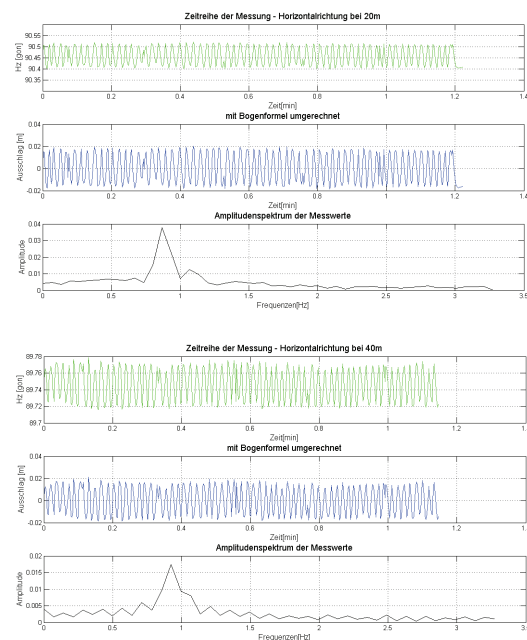 Zeitreihe der Messung - Horizontalrichtung bei 20m
Hz [gon]
90.55
90.5
90.45
90.4
90.35
0 0.2 0.4 0.6 0.8 1 1.2 1.4
Zeit[min]
mit Bogenformel umgerechnet
Ausschlag [m]
0.04
0.02
0
-0.02
0 0.2 0.4 0.6 0.8 1 1.2 1.4
Zeit[min]
Amplitudenspektrum der Messwerte
Amplitude
0.04
0.03
0.02
0.01
0
0 0.5 1 1.5 2 2.5 3 3.5
Frequenzen[Hz]
Zeitreihe der Messung - Horizontalrichtung bei 40m
Hz [gon]
89.78
89.76
89.74
89.72
89.7
0 0.2 0.4 0.6 0.8 1 1.2 1.
Zeit[min]
mit Bogenformel umgerechnet
Ausschlag [m]
0.04
0.02
0
-0.02
0 0.2 0.4 0.6 0.8 1 1.2 1.
Zeit[min]
Amplitudenspektrum der Messwerte
Amplitude
0.02
0.015
0.01
0.005
0
0 0.5 1 1.5 2 2.5 3 3.
Frequenzen[Hz]